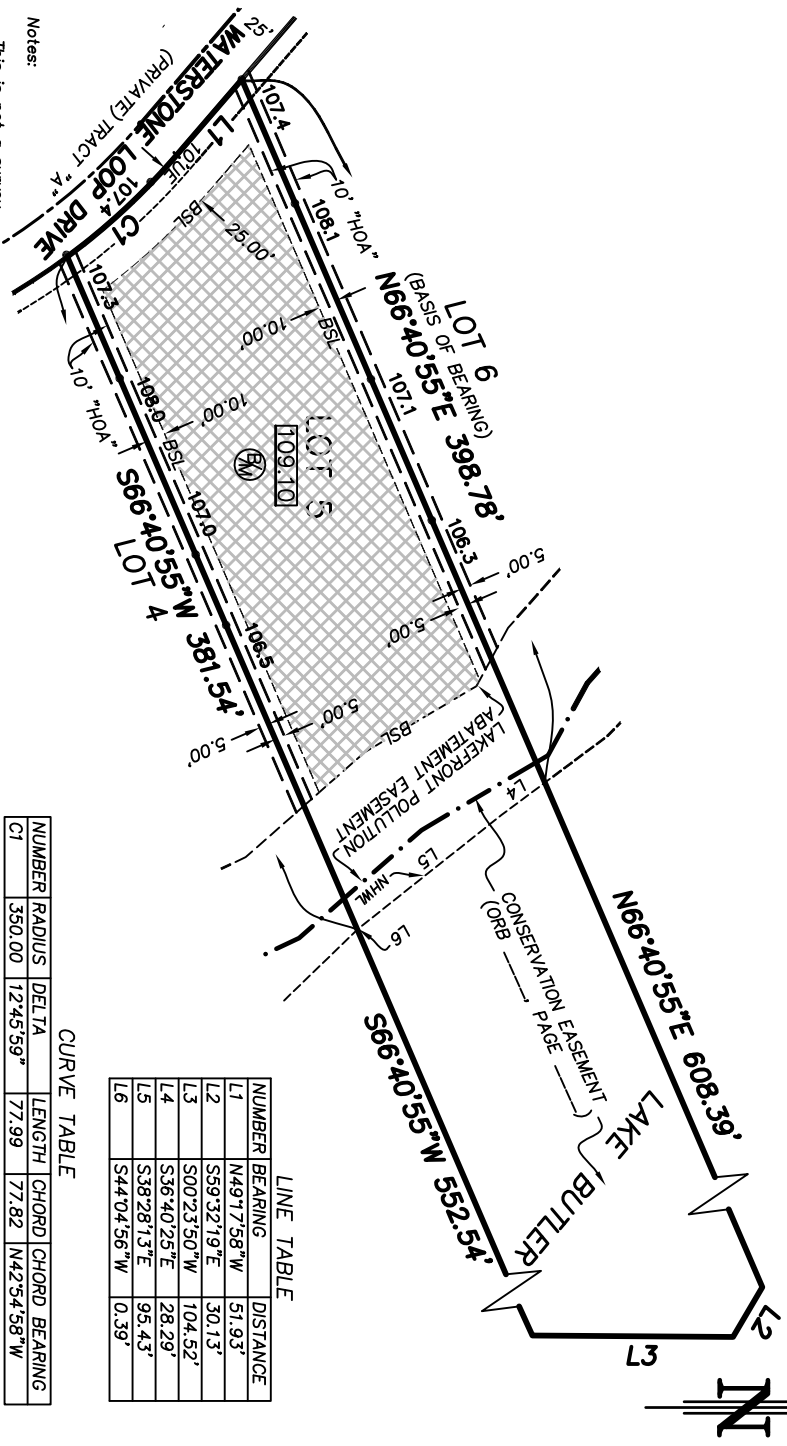 Notes:
This is not a survey
25'
WATERSTONE LOOP DRIVE
(PRIVATE) TRACT "A"
107.4
L1
10'UE
107.4
C1
107.3
BSL
25.00'
10' "HOA"
108.1
LOT 6
(BASIS OF BEARING)
N66°40'55"E 398.78'
107.1
106.3
5.00'
5.00'
BSL
10.00'
10.00'
BSL
LOT 5
109.10
B/M
10' "HOA"
108.0
107.0
S66°40'55"W 381.54'
LOT 4
106.5
5.00'
5.00'
BSL
LAKEFRONT POLLUTION
ABATEMENT EASEMENT
L4
L5
NHWL
L6
CONSERVATION EASEMENT
(ORB ______, PAGE ______)
N66°40'55"E 608.39'
LAKE
BUTLER
S66°40'55"W 552.54'
L2
L3
N
LINE TABLE
NUMBER BEARING DISTANCE
L1 N49°17'58"W 51.93'
L2 S59°32'19"E 30.13'
L3 S00°23'50"W 104.52'
L4 S36°40'25"E 28.29'
L5 S38°28'13"E 95.43'
L6 S44°04'56"W 0.39'
CURVE TABLE
NUMBER RADIUS DELTA LENGTH CHORD CHORD BEARING
C1 350.00 12°45'59" 77.99 77.82 N42°54'58"W